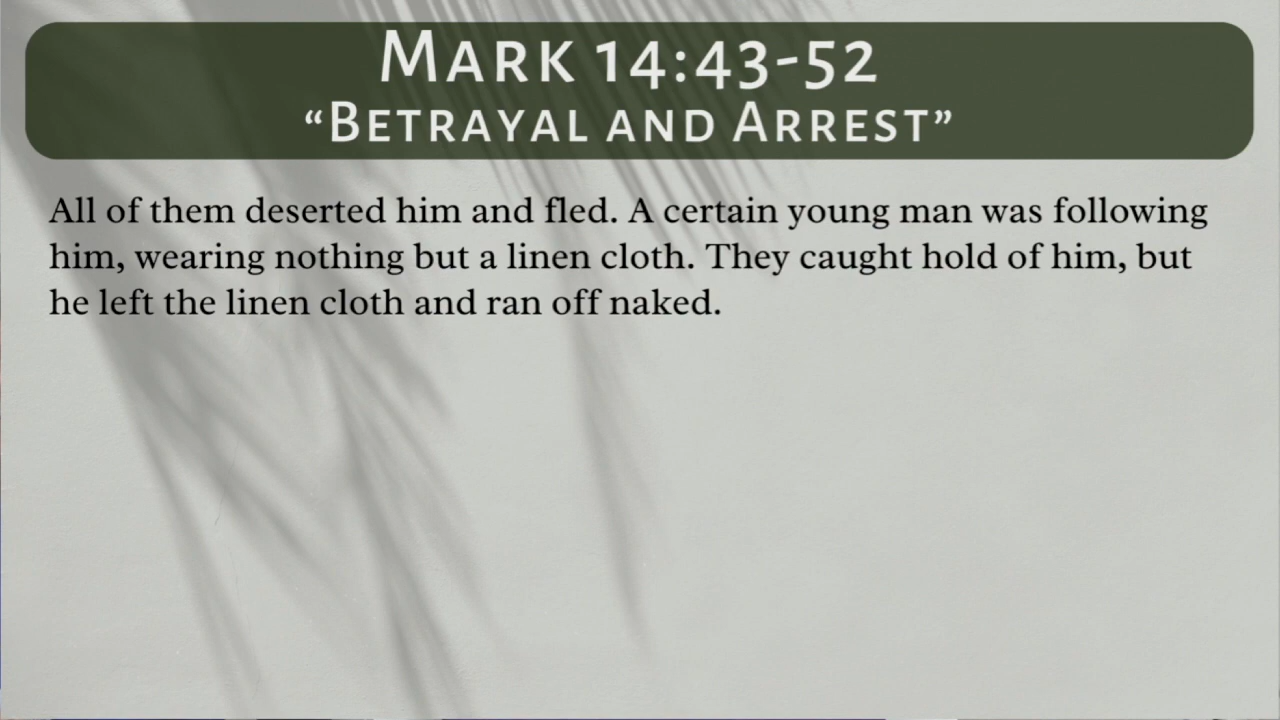 Mark 14:43-52
“Betrayal and Arrest”
All of them deserted him and fled. A certain young man was following
him, wearing nothing but a linen cloth. They caught hold of him, but
he left the linen cloth and ran off naked.